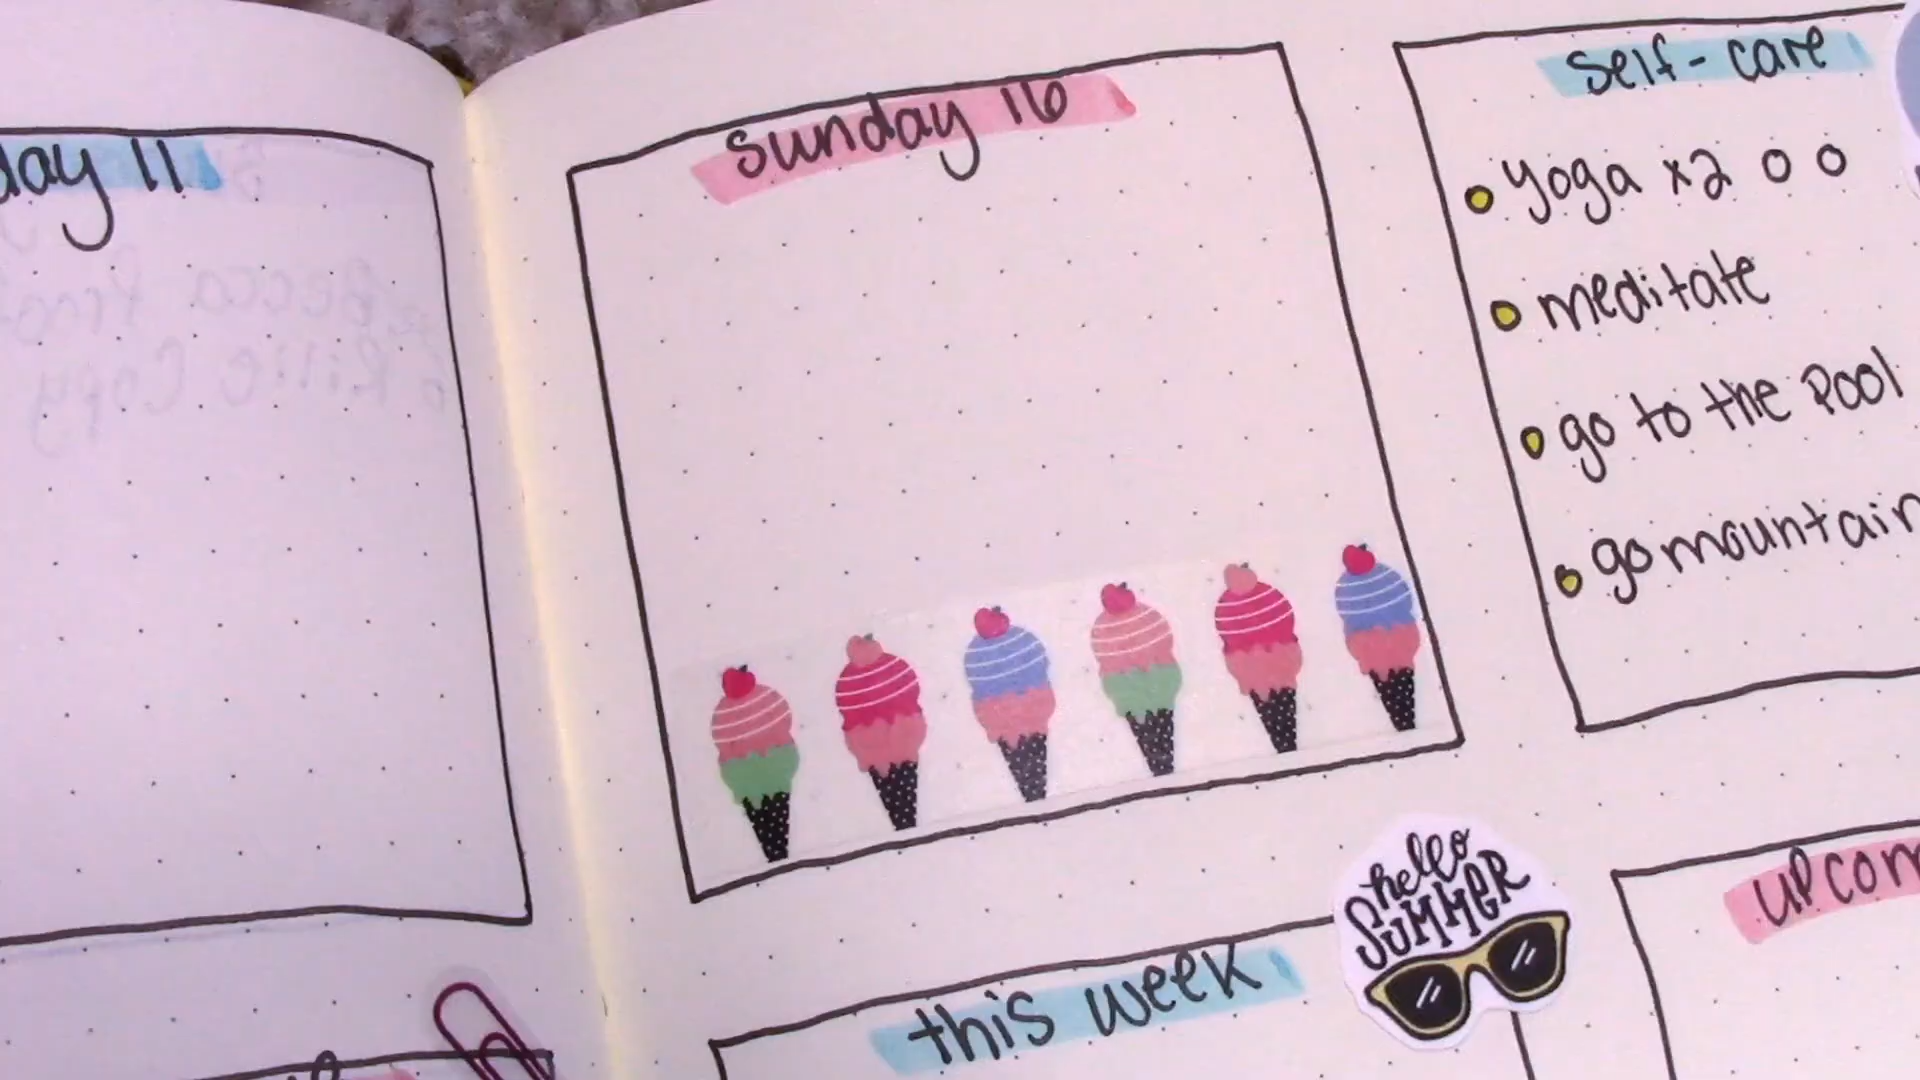 day 11
sunday 16
self-care
yoga x2 o o
meditate
go to the pool
go mountain
this week
hello
SUMMER
upcom